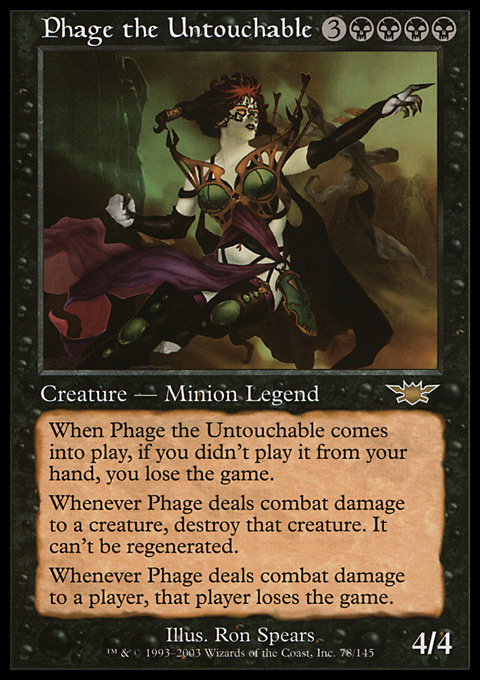 Phage the Untouchable 3
Creature — Minion Legend
When Phage the Untouchable comes
into play, if you didn't play it from your
hand, you lose the game.
Whenever Phage deals combat damage
to a creature, destroy that creature. It
can't be regenerated.
Whenever Phage deals combat damage
to a player, that player loses the game.
Illus. Ron Spears
™ & © 1993–2003 Wizards of the Coast, Inc. 78/145
4/4